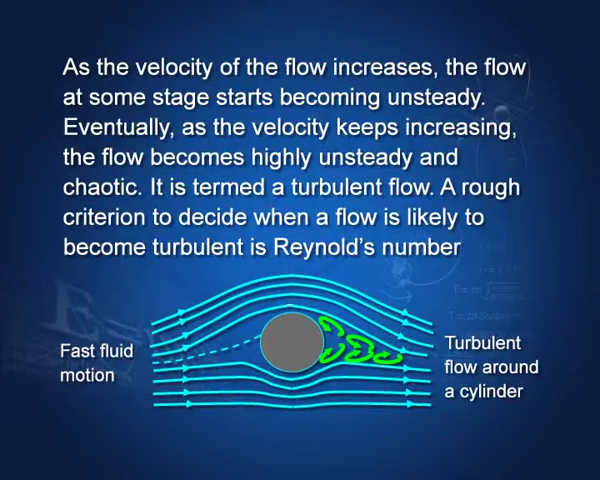 As the velocity of the flow increases, the flow
at some stage starts becoming unsteady.
Eventually, as the velocity keeps increasing,
the flow becomes highly unsteady and
chaotic. It is termed a turbulent flow. A rough
criterion to decide when a flow is likely to
become turbulent is Reynold's number
Fast fluid
motion
Turbulent
flow around
a cylinder